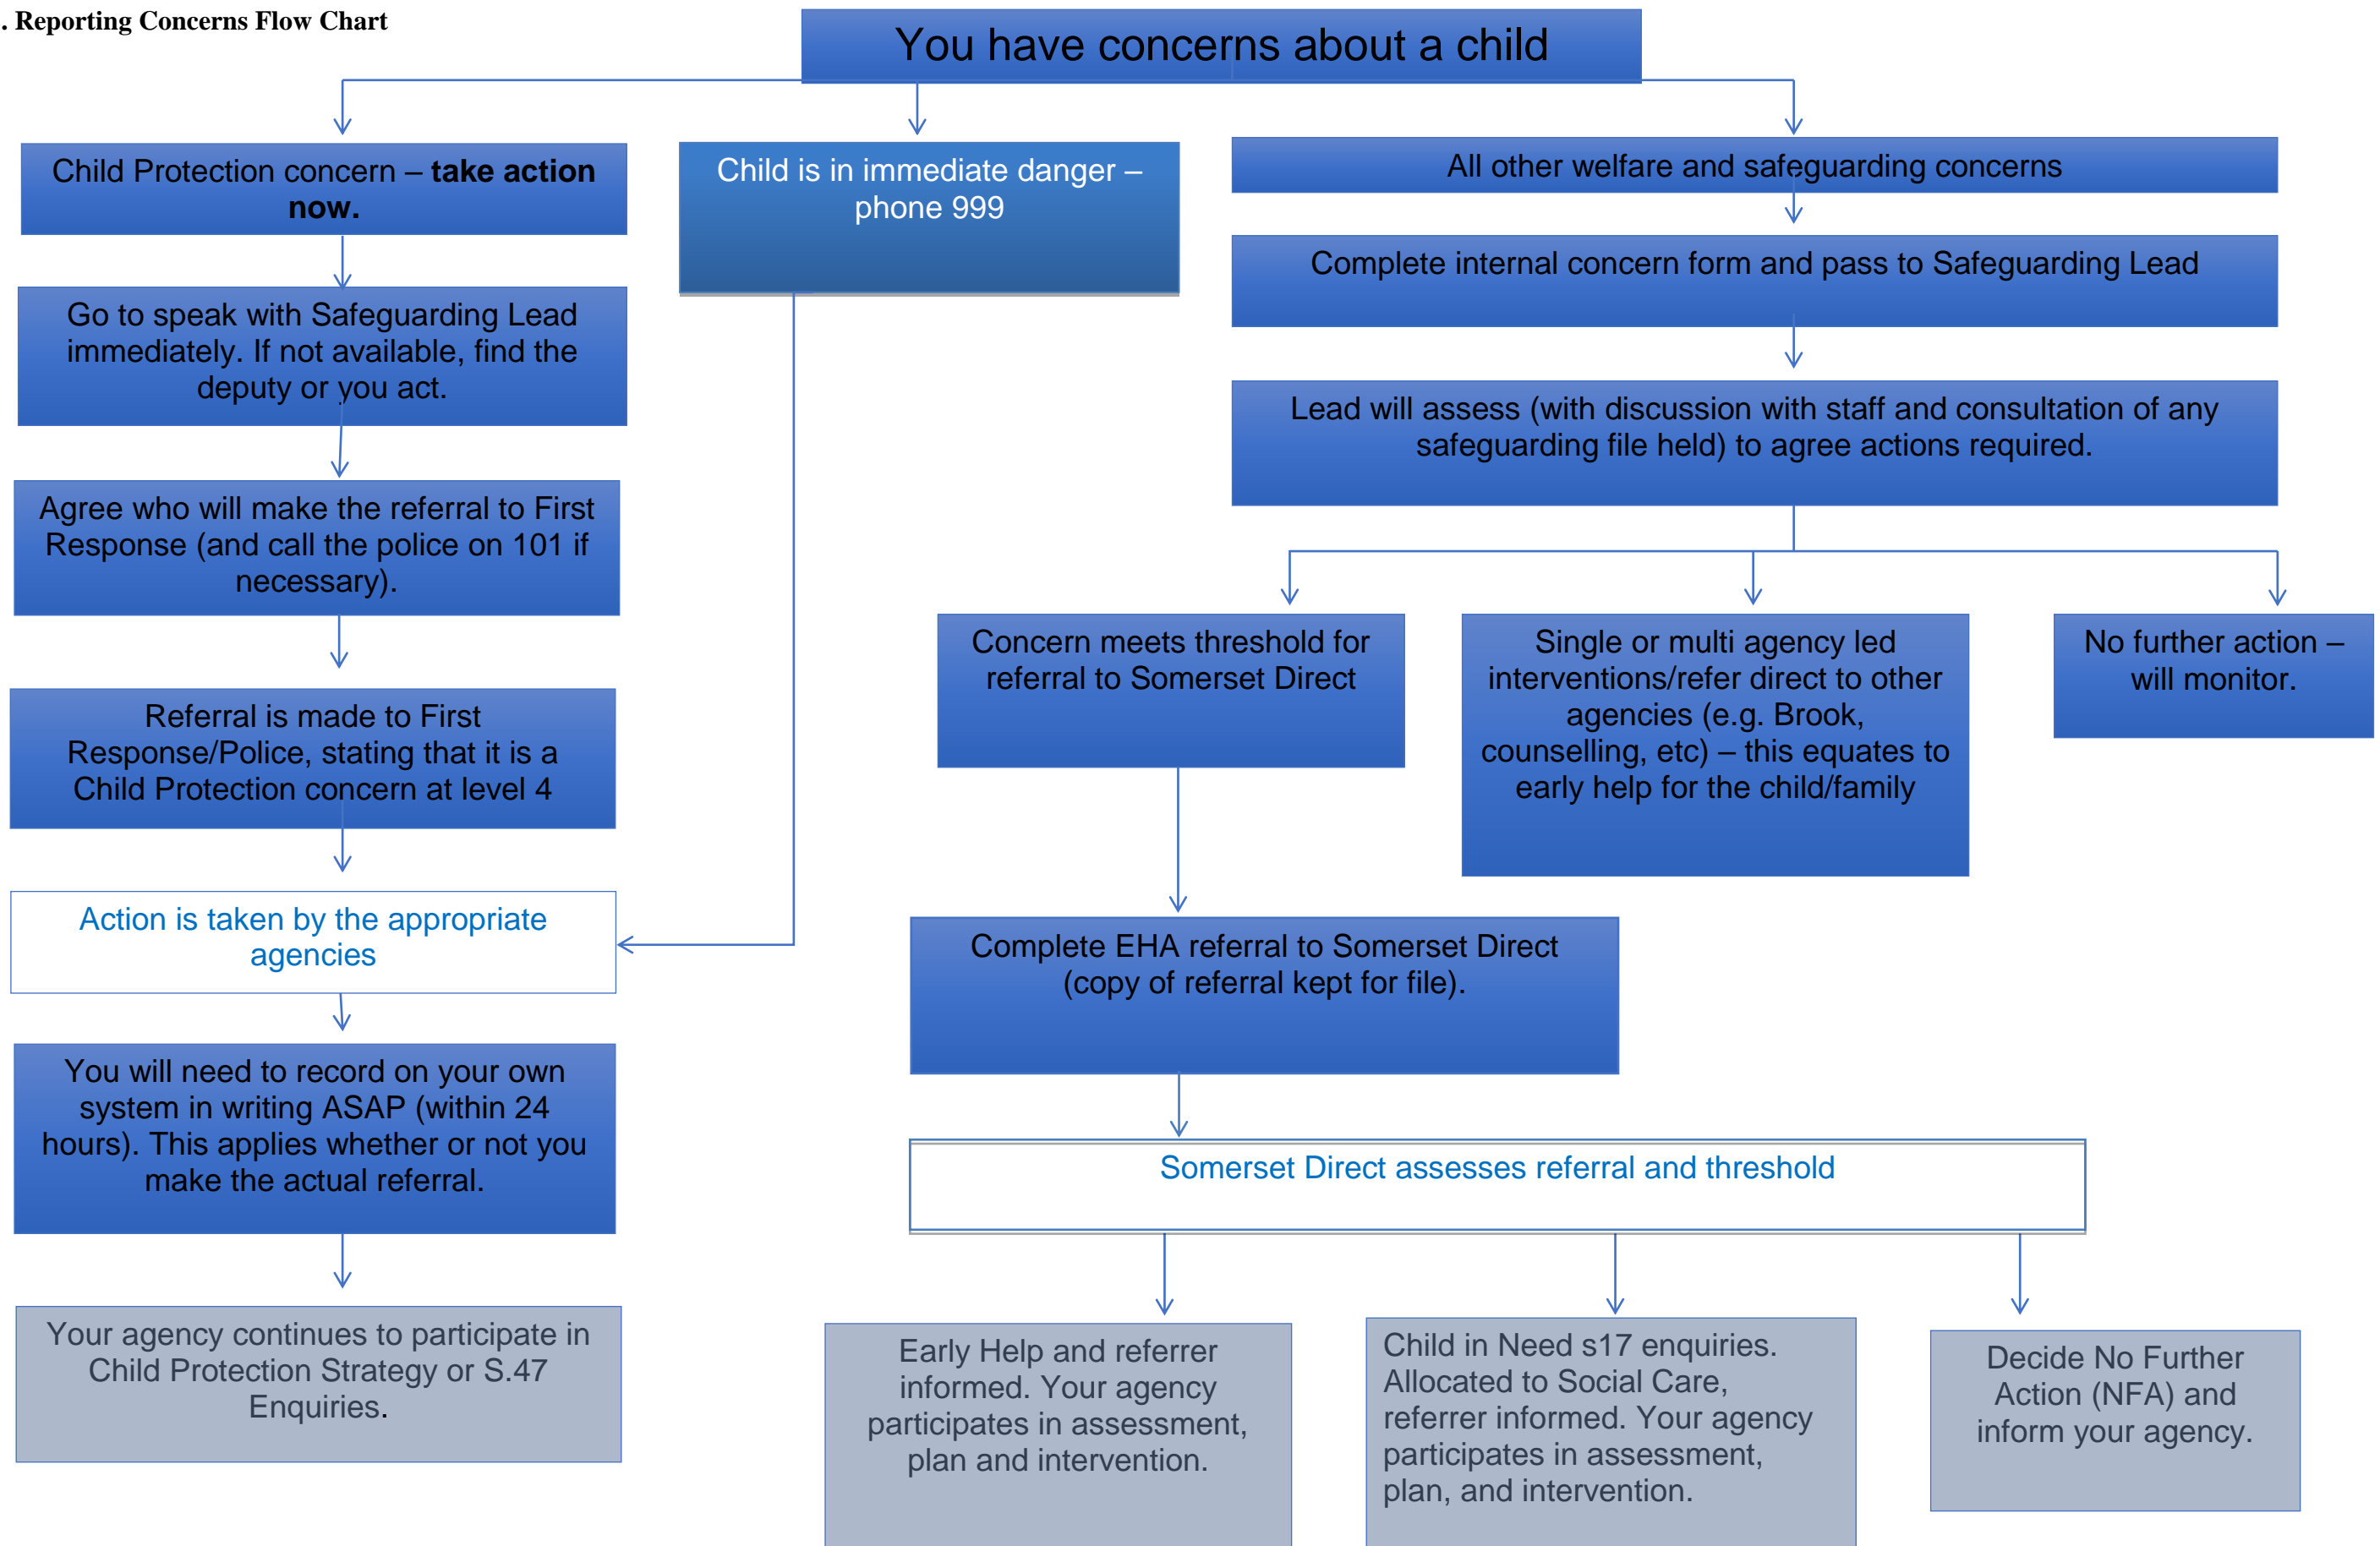 . Reporting Concerns Flow Chart
You have concerns about a child
Child Protection concern – take action
now.
Child is in immediate danger –
phone 999
All other welfare and safeguarding concerns
Go to speak with Safeguarding Lead
immediately. If not available, find the
deputy or you act.
Complete internal concern form and pass to Safeguarding Lead
Lead will assess (with discussion with staff and consultation of any
safeguarding file held) to agree actions required.
Agree who will make the referral to First
Response (and call the police on 101 if
necessary).
Concern meets threshold for
referral to Somerset Direct
Single or multi agency led
interventions/refer direct to other
agencies (e.g. Brook,
counselling, etc) – this equates to
early help for the child/family
No further action –
will monitor.
Referral is made to First
Response/Police, stating that it is a
Child Protection concern at level 4
Action is taken by the appropriate
agencies
Complete EHA referral to Somerset Direct
(copy of referral kept for file).
You will need to record on your own
system in writing ASAP (within 24
hours). This applies whether or not you
make the actual referral.
Somerset Direct assesses referral and threshold
Your agency continues to participate in
Child Protection Strategy or S.47
Enquiries.
Early Help and referrer
informed. Your agency
participates in assessment,
plan and intervention.
Child in Need s17 enquiries.
Allocated to Social Care,
referrer informed. Your agency
participates in assessment,
plan, and intervention.
Decide No Further
Action (NFA) and
inform your agency.